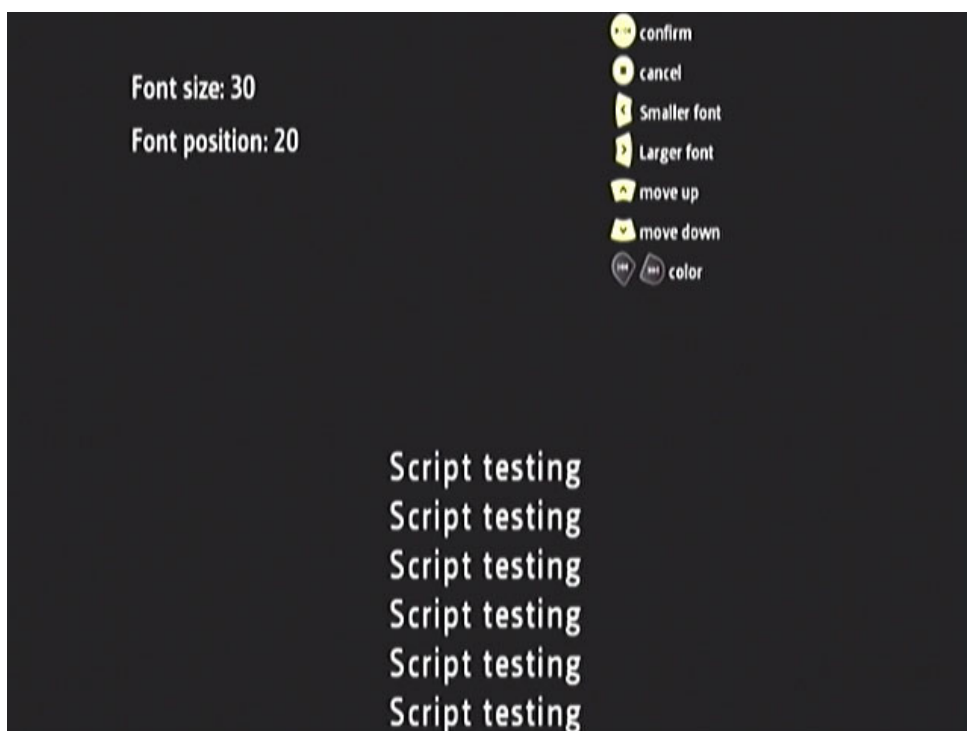 Font size: 30
Font position: 20
confirm
cancel
Smaller font
Larger font
move up
move down
color
Script testing
Script testing
Script testing
Script testing
Script testing
Script testing